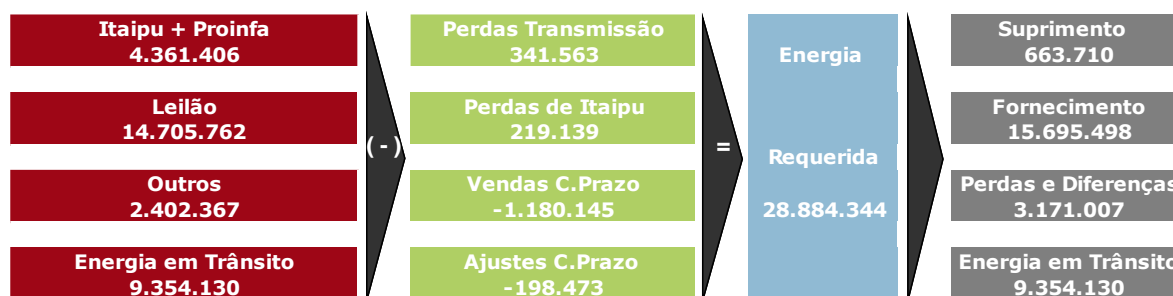 Itaipu + Proinfa
4.361.406
Leilão
14.705.762
Outros
2.402.367
Energia em Trânsito
9.354.130
( - )
Perdas Transmissão
341.563
Perdas de Itaipu
219.139
Vendas C.Prazo
-1.180.145
Ajustes C.Prazo
-198.473
=
Energia
Requerida
28.884.344
Suprimento
663.710
Fornecimento
15.695.498
Perdas e Diferenças
3.171.007
Energia em Trânsito
9.354.130